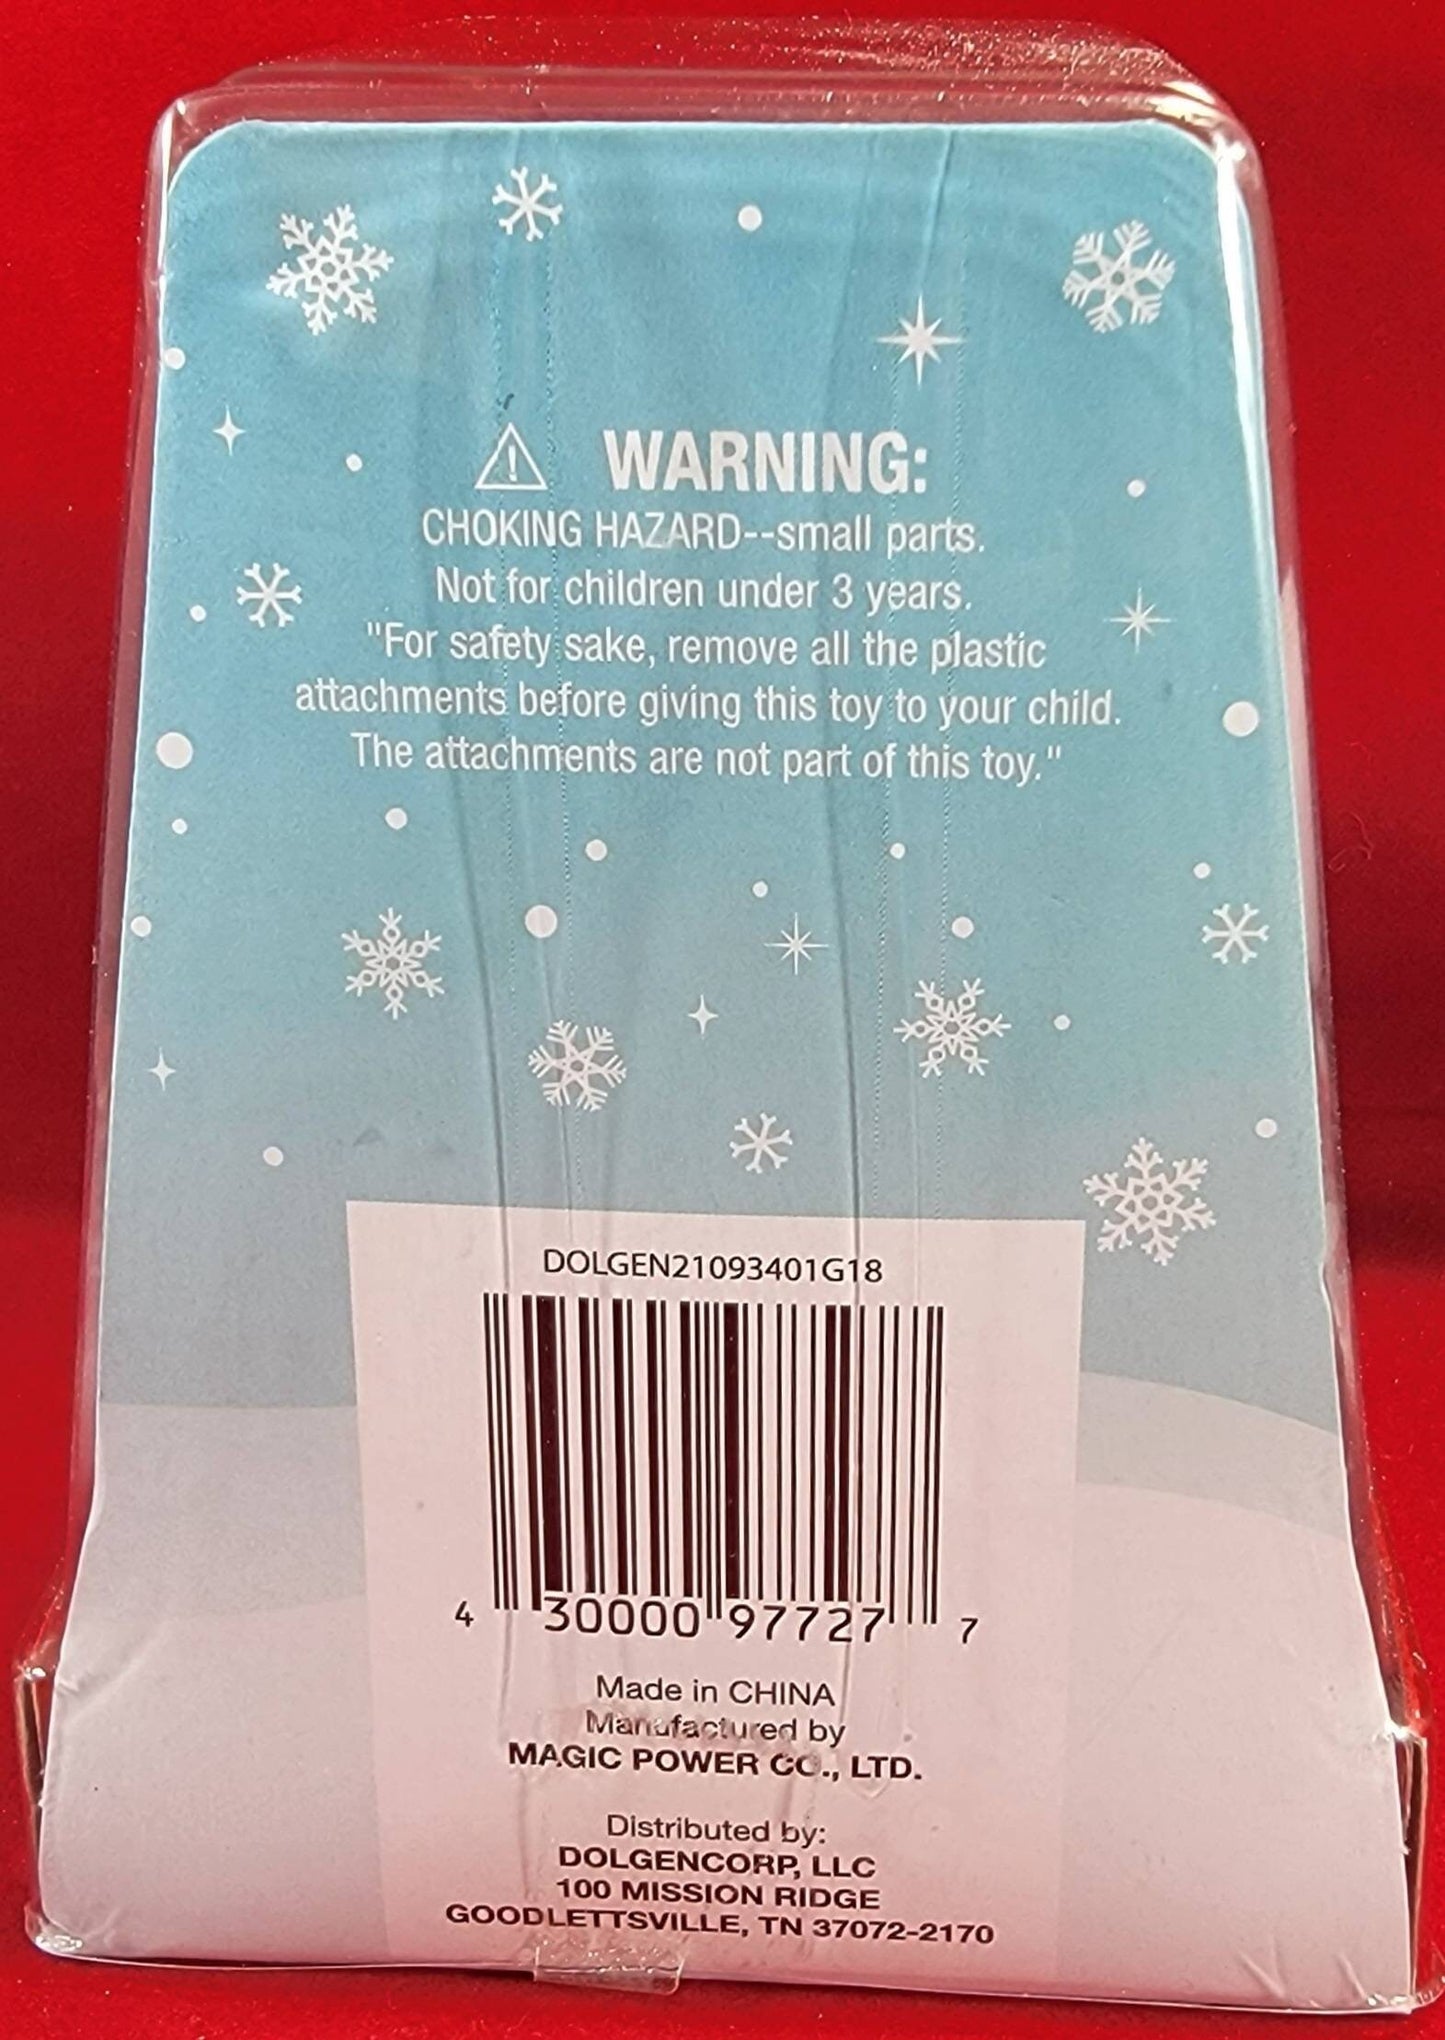 WARNING:
CHOKING HAZARD--small parts.
Not for children under 3 years.
"For safety sake, remove all the plastic
attachments before giving this toy to your child.
The attachments are not part of this toy."
DOLGEN21093401G18
4 30000 97727 7
Made in CHINA
Manufactured by
MAGIC POWER CO., LTD.
Distributed by:
DOLGENCORP, LLC
100 MISSION RIDGE
GOODLETTSVILLE, TN 37072-2170